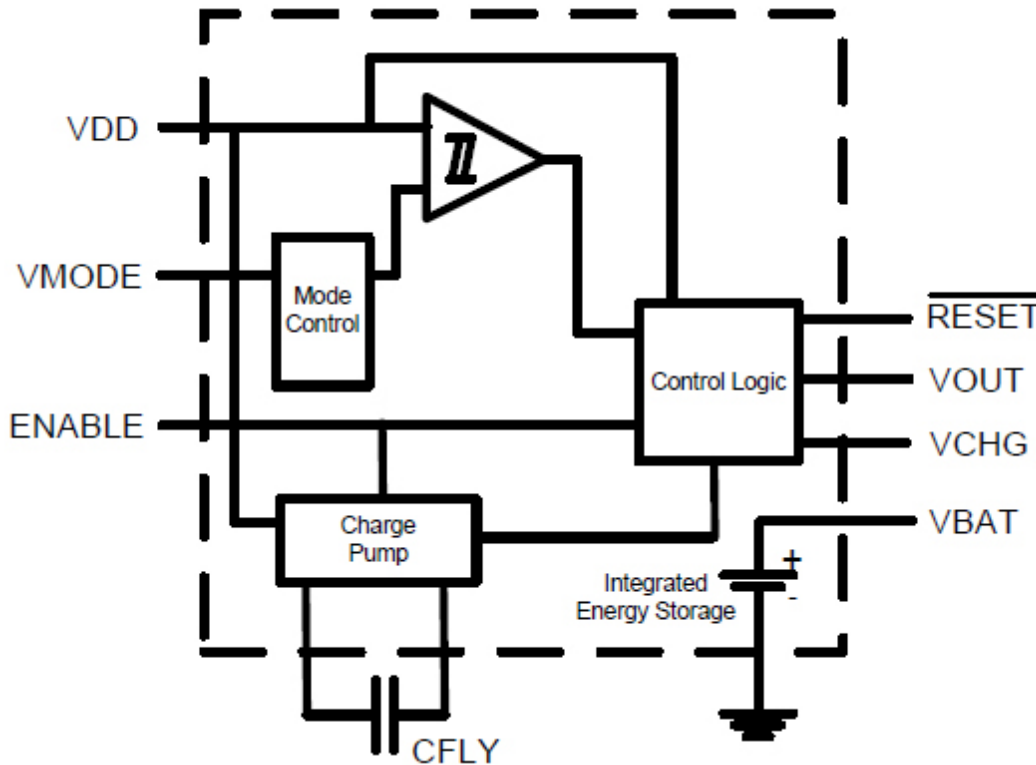 VDD
VMODE
Mode
Control
ENABLE
Control Logic
RESET
VOUT
VCHG
VBAT
Charge
Pump
Integrated
Energy Storage
+
-
CFLY